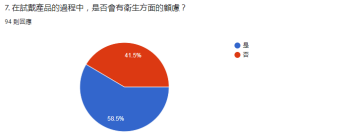 7. 在試戴產品的過程中，是否會有衛生方面的顧慮？
94 則回應
是
否
41.5%
58.5%